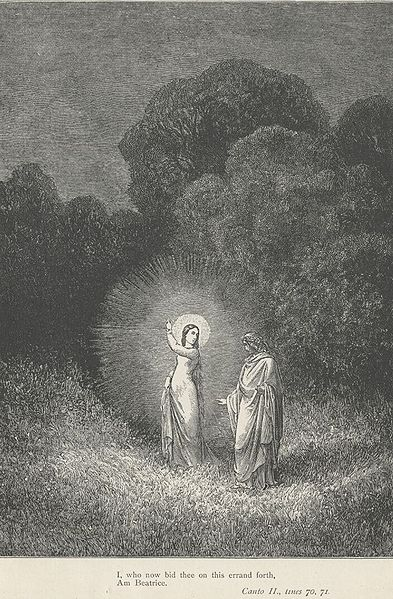 I, who now bid thee on this errand forth,
Am Beatrice.
Canto II., lines 70, 71.